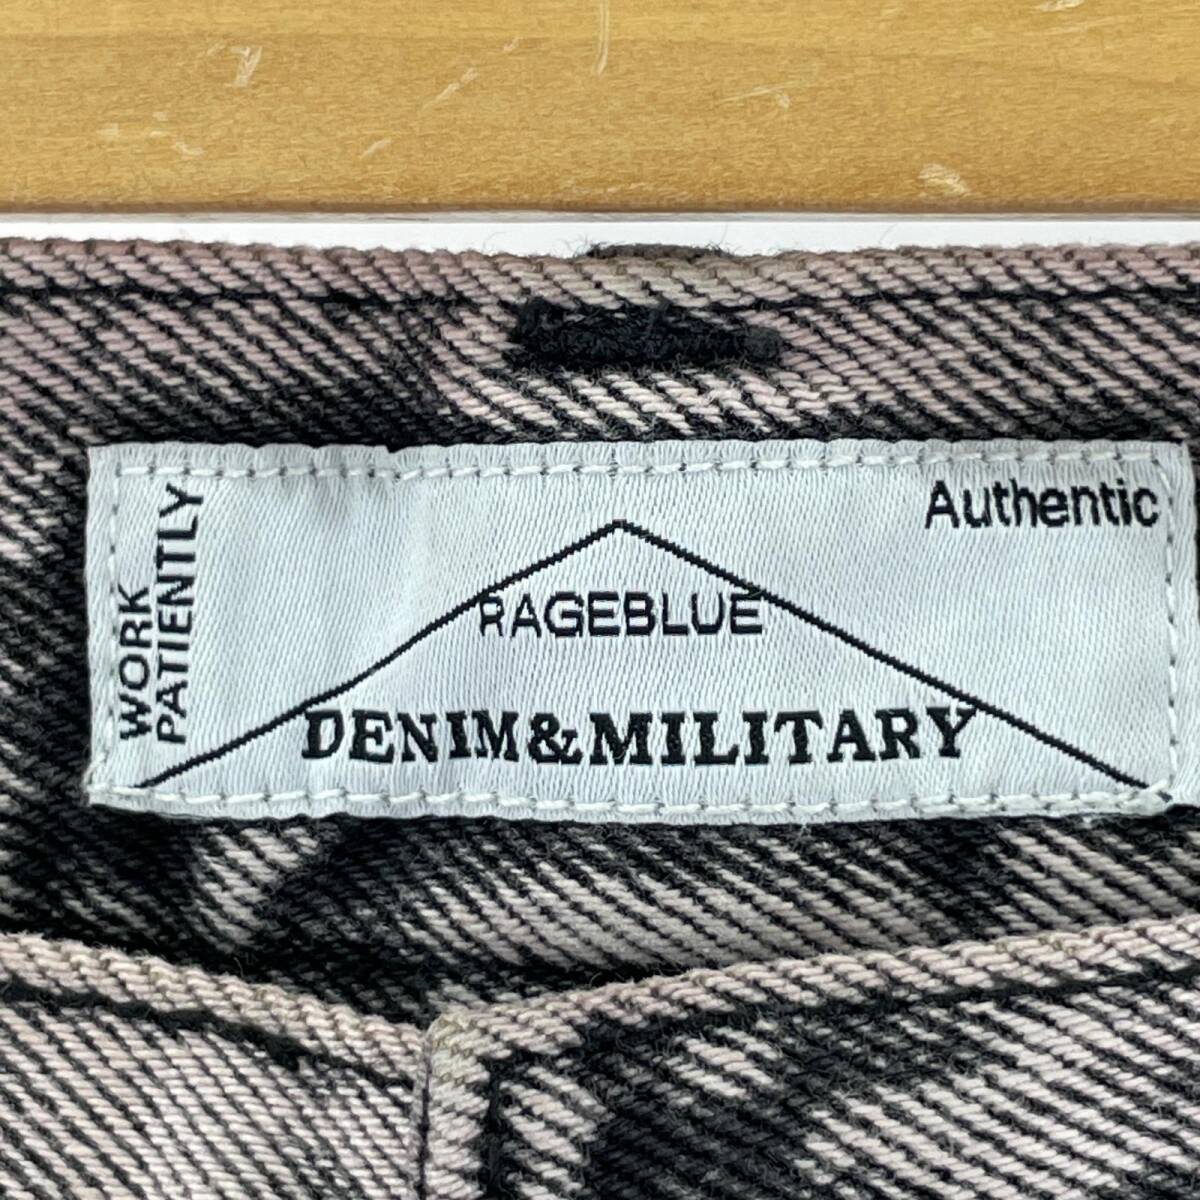 Authentic
WORK
PATIENTLY
RAGEBLUE
DENIM&MILITARY